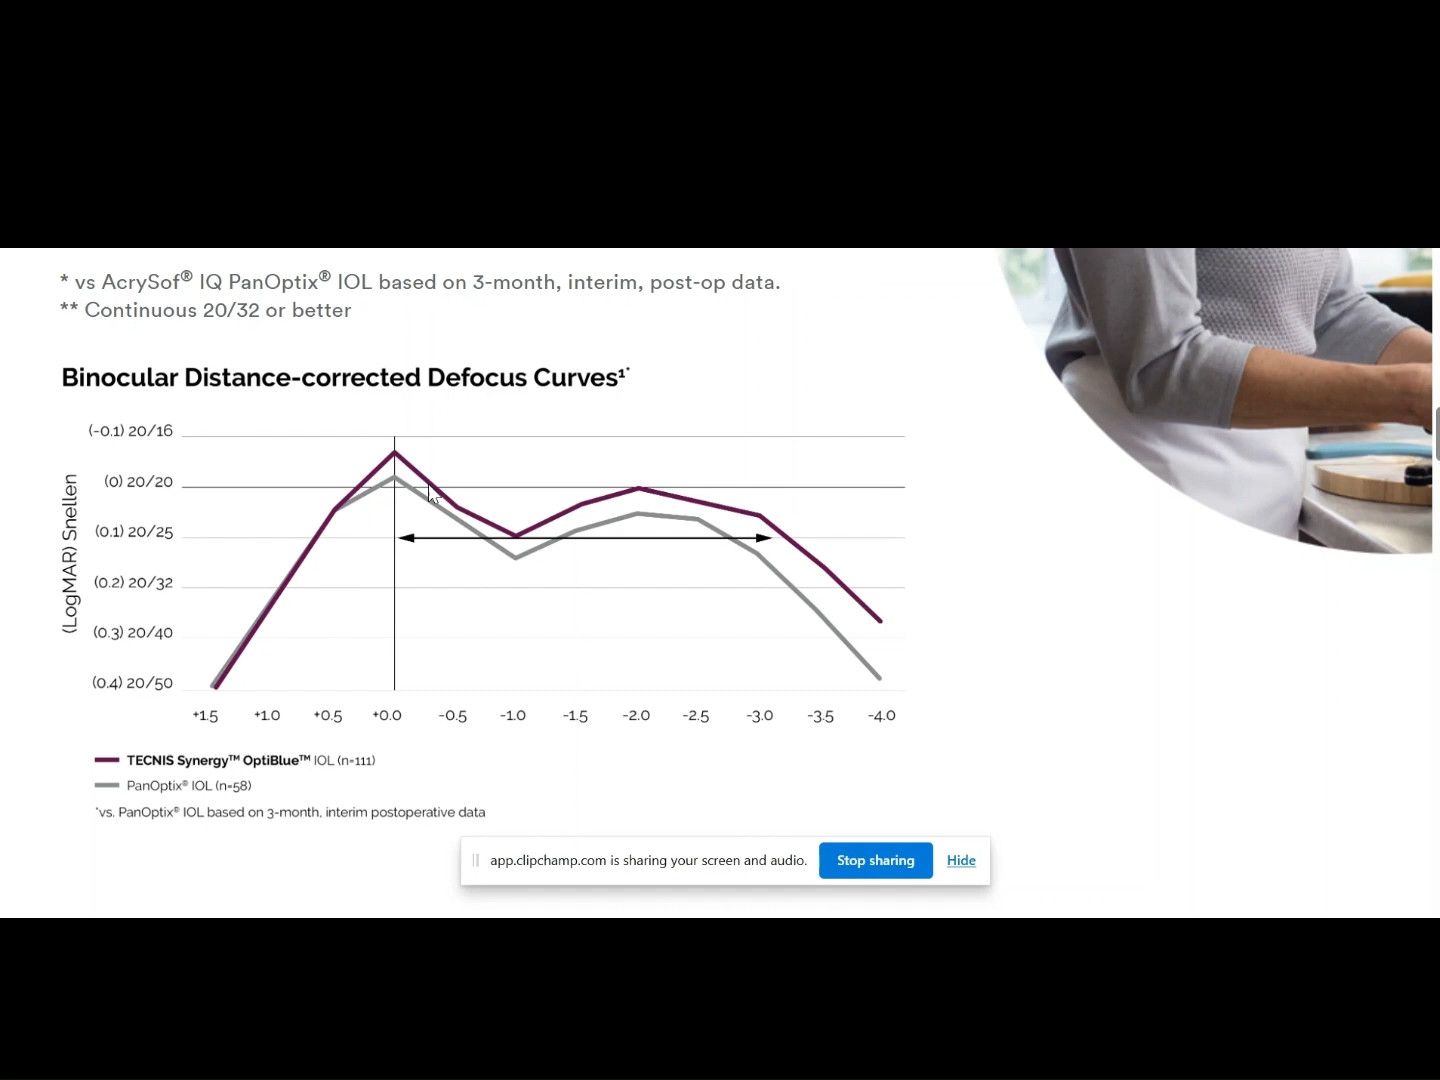 * vs AcrySof® IQ PanOptix® IOL based on 3-month, interim, post-op data.
** Continuous 20/32 or better
Binocular Distance-corrected Defocus Curves¹*
(LogMAR) Snellen
(-0.1) 20/16
(0) 20/20
(0.1) 20/25
(0.2) 20/32
(0.3) 20/40
(0.4) 20/50
+1.5 +1.0 +0.5 +0.0 -0.5 -1.0 -1.5 -2.0 -2.5 -3.0 -3.5 -4.0
TECNIS Synergy™ OptiBlue™ IOL (n=111)
PanOptix® IOL (n=58)
*vs. PanOptix® IOL based on 3-month, interim postoperative data
app.clipchamp.com is sharing your screen and audio. Stop sharing Hide